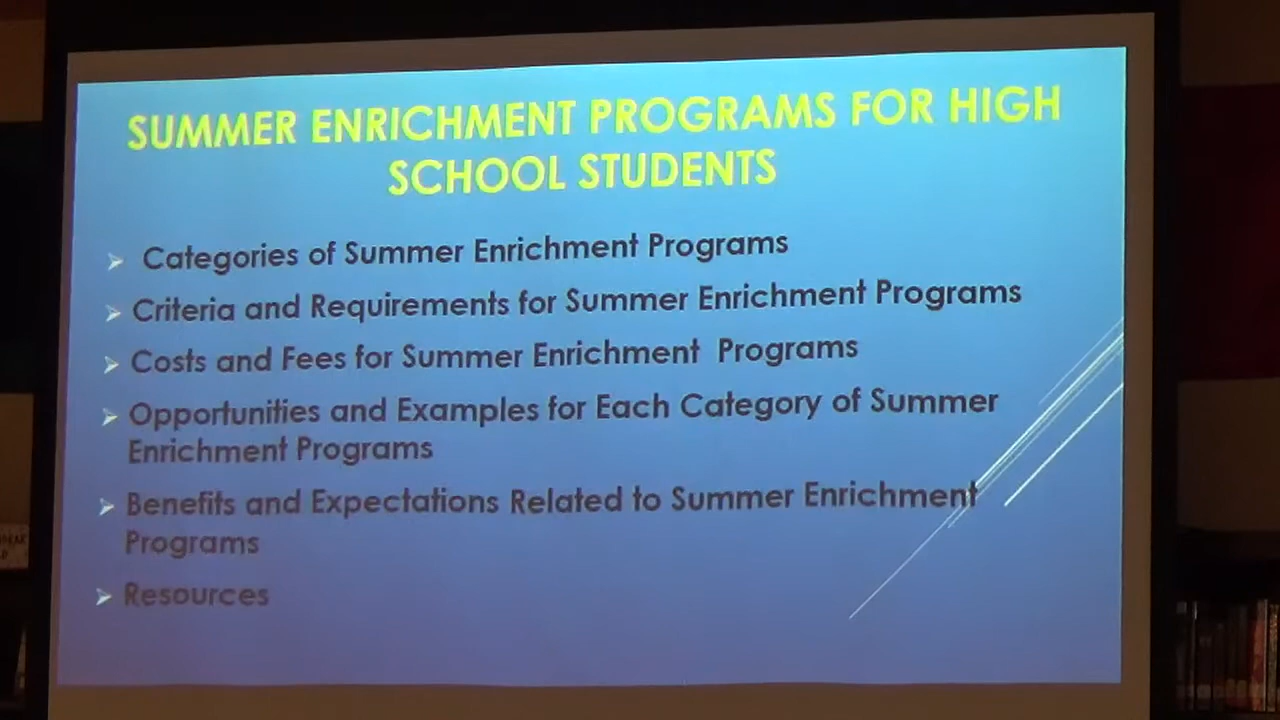 SUMMER ENRICHMENT PROGRAMS FOR HIGH
SCHOOL STUDENTS
Categories of Summer Enrichment Programs
Criteria and Requirements for Summer Enrichment Programs
Costs and Fees for Summer Enrichment Programs
Opportunities and Examples for Each Category of Summer
Enrichment Programs
Benefits and Expectations Related to Summer Enrichment
Programs
Resources